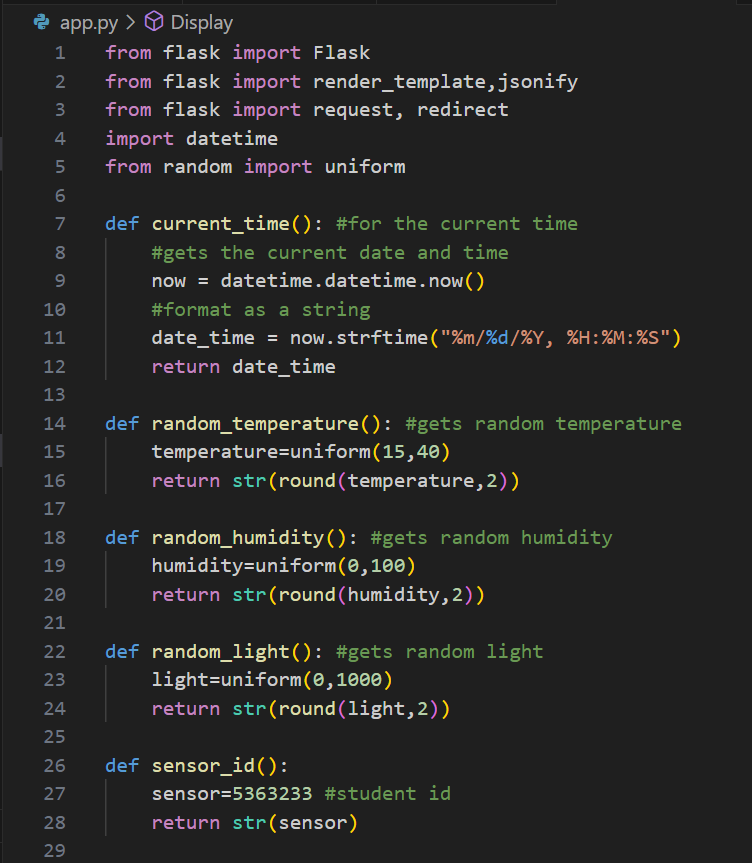 app.py > Display
1 from flask import Flask
2 from flask import render_template,jsonify
3 from flask import request, redirect
4 import datetime
5 from random import uniform
6
7 def current_time(): #for the current time
8     #gets the current date and time
9     now = datetime.datetime.now()
10     #format as a string
11     date_time = now.strftime("%m/%d/%Y, %H:%M:%S")
12     return date_time
13
14 def random_temperature(): #gets random temperature
15     temperature=uniform(15,40)
16     return str(round(temperature,2))
17
18 def random_humidity(): #gets random humidity
19     humidity=uniform(0,100)
20     return str(round(humidity,2))
21
22 def random_light(): #gets random light
23     light=uniform(0,1000)
24     return str(round(light,2))
25
26 def sensor_id():
27     sensor=5363233 #student id
28     return str(sensor)
29